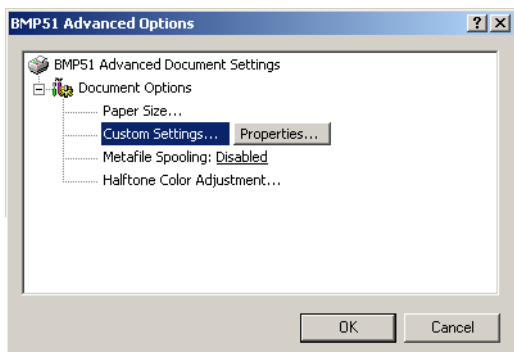 BMP51 Advanced Options
BMP51 Advanced Document Settings
Document Options
Paper Size...
Custom Settings... Properties...
Metafile Spooling: Disabled
Halftone Color Adjustment...
OK Cancel